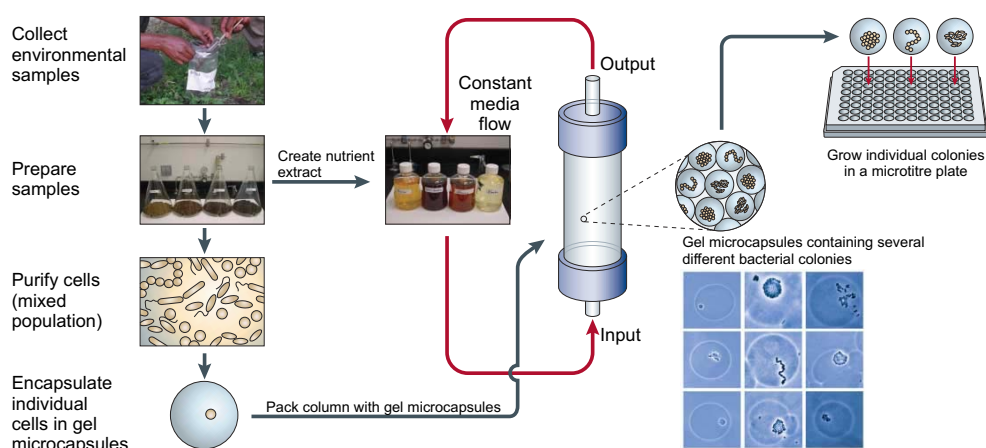 Collect
environmental
samples
Prepare
samples
Create nutrient
extract
Purify cells
(mixed
population)
Encapsulate
individual
cells in gel
microcapsules
Pack column with gel microcapsules
Constant
media
flow
Output
Input
Grow individual colonies
in a microtitre plate
Gel microcapsules containing several
different bacterial colonies